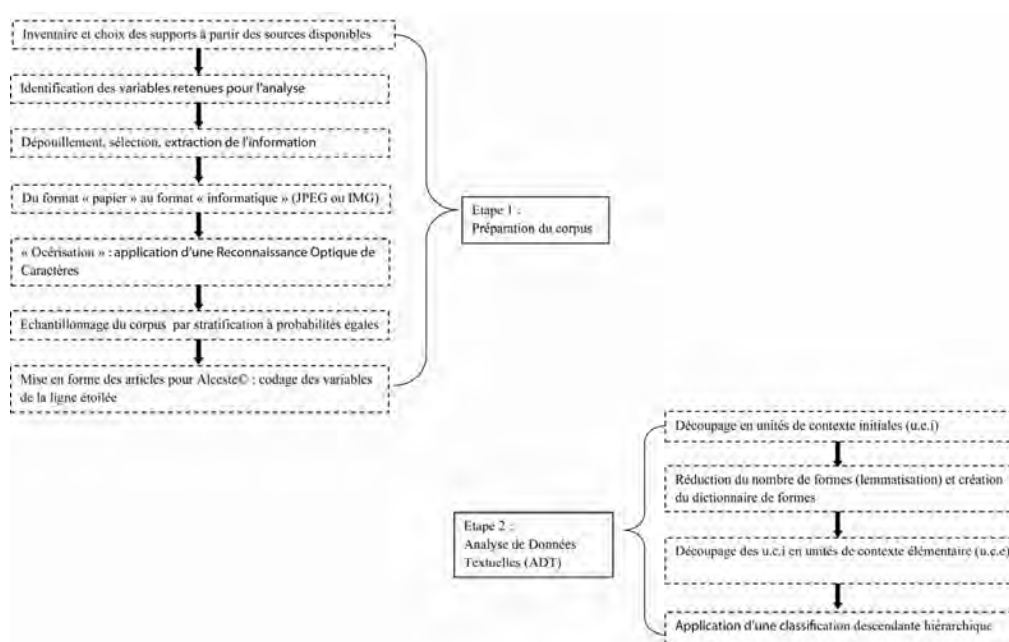 Inventaire et choix des supports à partir des sources disponibles
Identification des variables retenues pour l'analyse
Dépouillement, sélection, extraction de l'information
Du format « papier » au format « informatique » (JPEG ou IMG)
« Océrisation » : application d'une Reconnaissance Optique de
Caractères
Echantillonnage du corpus par stratification à probabilités égales
Mise en forme des articles pour Alceste© : codage des variables
de la ligne étoilée
Etape 1 :
Préparation du corpus
Etape 2 :
Analyse de Données
Textuelles (ADT)
Découpage en unités de contexte initiales (u.c.i)
Réduction du nombre de formes (lemmatisation) et création
du dictionnaire de formes
Découpage des u.c.i en unités de contexte élémentaire (u.c.e)
Application d'une classification descendante hiérarchique